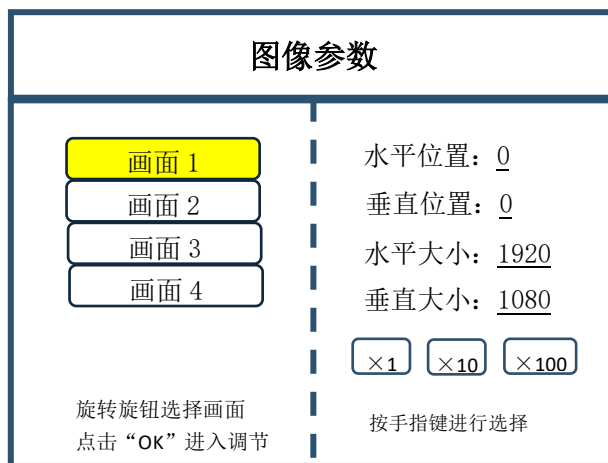 图像参数
画面 1
画面 2
画面 3
画面 4
旋转旋钮选择画面
点击“OK”进入调节
水平位置：0
垂直位置：0
水平大小：1920
垂直大小：1080
×1 ×10 ×100
按手指键进行选择